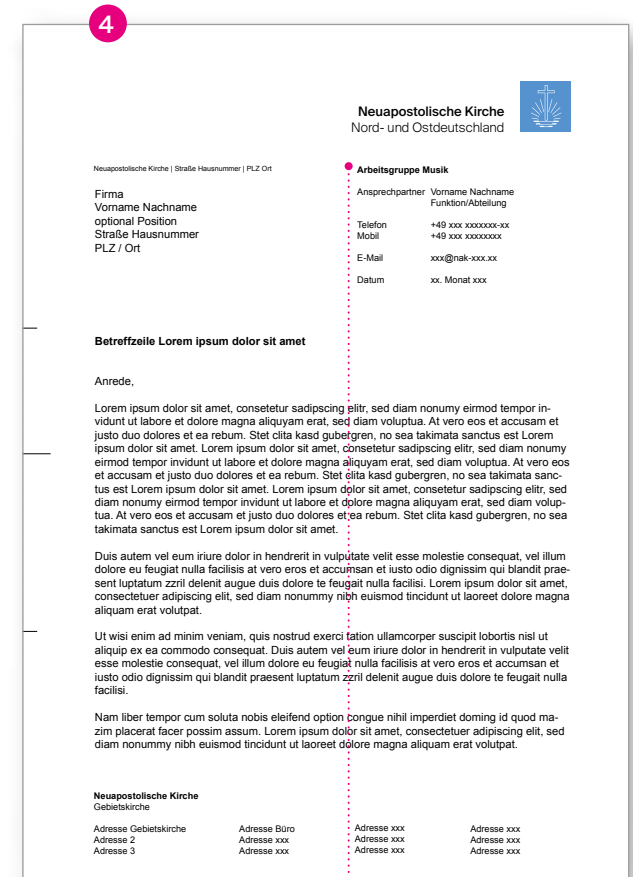 4
Neuapostolische Kirche
Nord- und Ostdeutschland
Neuapostolische Kirche | Straße Hausnummer | PLZ Ort
Firma
Vorname Nachname
optional Position
Straße Hausnummer
PLZ / Ort
Arbeitsgruppe Musik
Ansprechpartner Vorname Nachname
Funktion/Abteilung
Telefon +49 xxx xxxxxxx-xx
Mobil +49 xxx xxxxxxxx
E-Mail xxx@nak-xxx.xx
Datum xx. Monat xxx
Betreffzeile Lorem ipsum dolor sit amet
Anrede,
Lorem ipsum dolor sit amet, consetetur sadipscing elitr, sed diam nonumy eirmod tempor in-
vidunt ut labore et dolore magna aliquyam erat, sed diam voluptua. At vero eos et accusam et
justo duo dolores et ea rebum. Stet clita kasd gubergren, no sea takimata sanctus est Lorem
ipsum dolor sit amet. Lorem ipsum dolor sit amet, consetetur sadipscing elitr, sed diam nonumy
eirmod tempor invidunt ut labore et dolore magna aliquyam erat, sed diam voluptua. At vero eos
et accusam et justo duo dolores et ea rebum. Stet clita kasd gubergren, no sea takimata sanc-
tus est Lorem ipsum dolor sit amet. Lorem ipsum dolor sit amet, consetetur sadipscing elitr, sed
diam nonumy eirmod tempor invidunt ut labore et dolore magna aliquyam erat, sed diam volup-
tua. At vero eos et accusam et justo duo dolores et ea rebum. Stet clita kasd gubergren, no sea
takimata sanctus est Lorem ipsum dolor sit amet.
Duis autem vel eum iriure dolor in hendrerit in vulputate velit esse molestie consequat, vel illum
dolore eu feugiat nulla facilisis at vero eros et accumsan et iusto odio dignissim qui blandit prae-
sent luptatum zzril delenit augue duis dolore te feugait nulla facilisi. Lorem ipsum dolor sit amet,
consectetuer adipiscing elit, sed diam nonummy nibh euismod tincidunt ut laoreet dolore magna
aliquam erat volutpat.
Ut wisi enim ad minim veniam, quis nostrud exerci tation ullamcorper suscipit lobortis nisl ut
aliquip ex ea commodo consequat. Duis autem vel eum iriure dolor in hendrerit in vulputate velit
esse molestie consequat, vel illum dolore eu feugiat nulla facilisis at vero eros et accumsan et
iusto odio dignissim qui blandit praesent luptatum zzril delenit augue duis dolore te feugait nulla
facilisi.
Nam liber tempor cum soluta nobis eleifend option congue nihil imperdiet doming id quod ma-
zim placerat facer possim assum. Lorem ipsum dolor sit amet, consectetuer adipiscing elit, sed
diam nonummy nibh euismod tincidunt ut laoreet dolore magna aliquam erat volutpat.
Neuapostolische Kirche
Gebietskirche
Adresse Gebietskirche Adresse Büro Adresse xxx Adresse xxx
Adresse 2 Adresse xxx Adresse xxx Adresse xxx
Adresse 3 Adresse xxx Adresse xxx Adresse xxx